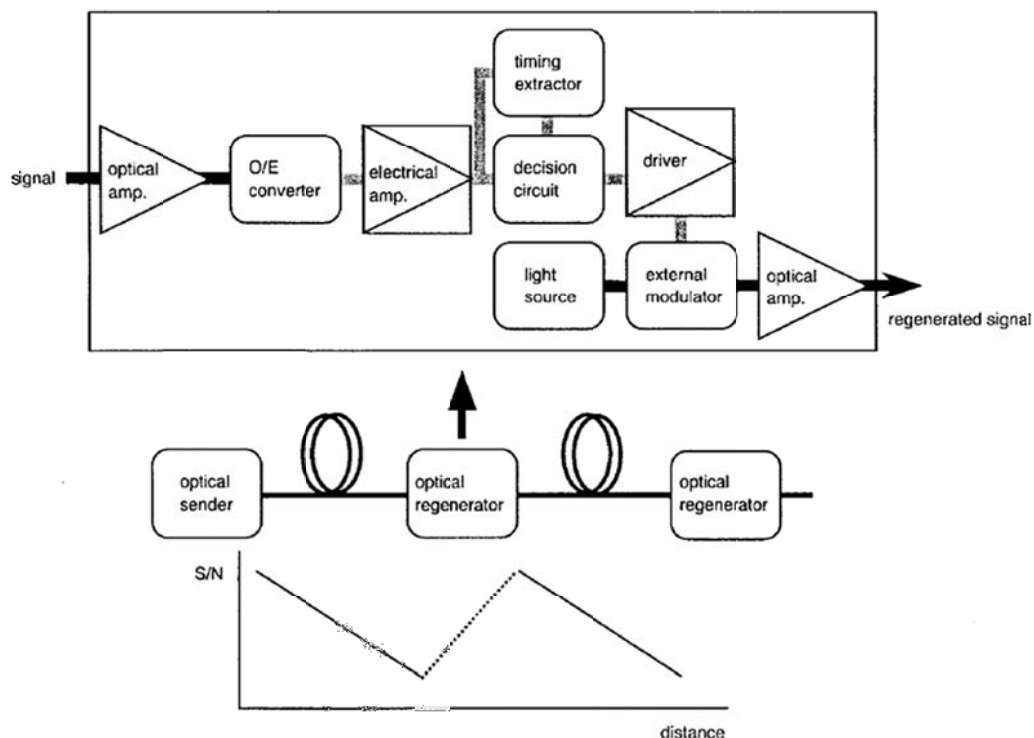 timing
extractor
signal
optical
amp.
O/E
converter
electrical
amp.
decision
circuit
driver
light
source
external
modulator
optical
amp.
regenerated signal
optical
sender
optical
regenerator
optical
regenerator
S/N
distance